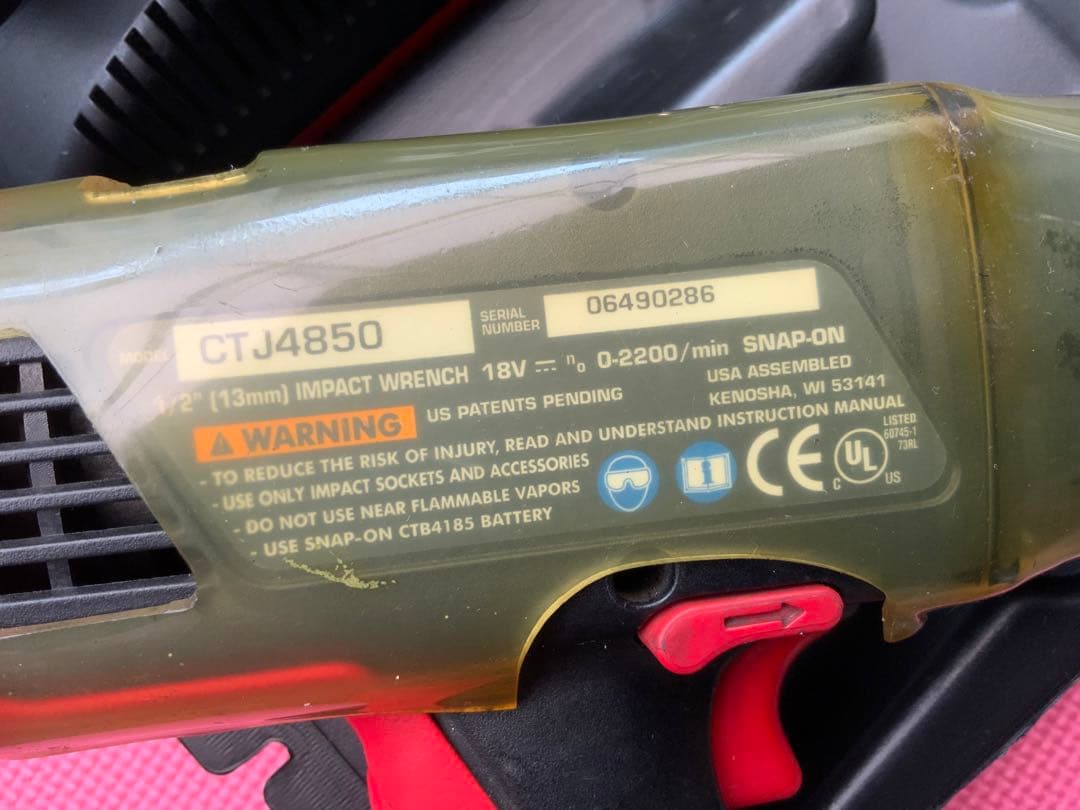 MODEL CTJ4850 SERIAL NUMBER 06490286
1/2" (13mm) IMPACT WRENCH 18V n0 0-2200/min SNAP-ON
WARNING US PATENTS PENDING
USA ASSEMBLED
KENOSHA, WI 53141
- TO REDUCE THE RISK OF INJURY, READ AND UNDERSTAND INSTRUCTION MANUAL
- USE ONLY IMPACT SOCKETS AND ACCESSORIES
- DO NOT USE NEAR FLAMMABLE VAPORS
- USE SNAP-ON CTB4185 BATTERY
CE
C UL US
LISTED
60745-1
73RL